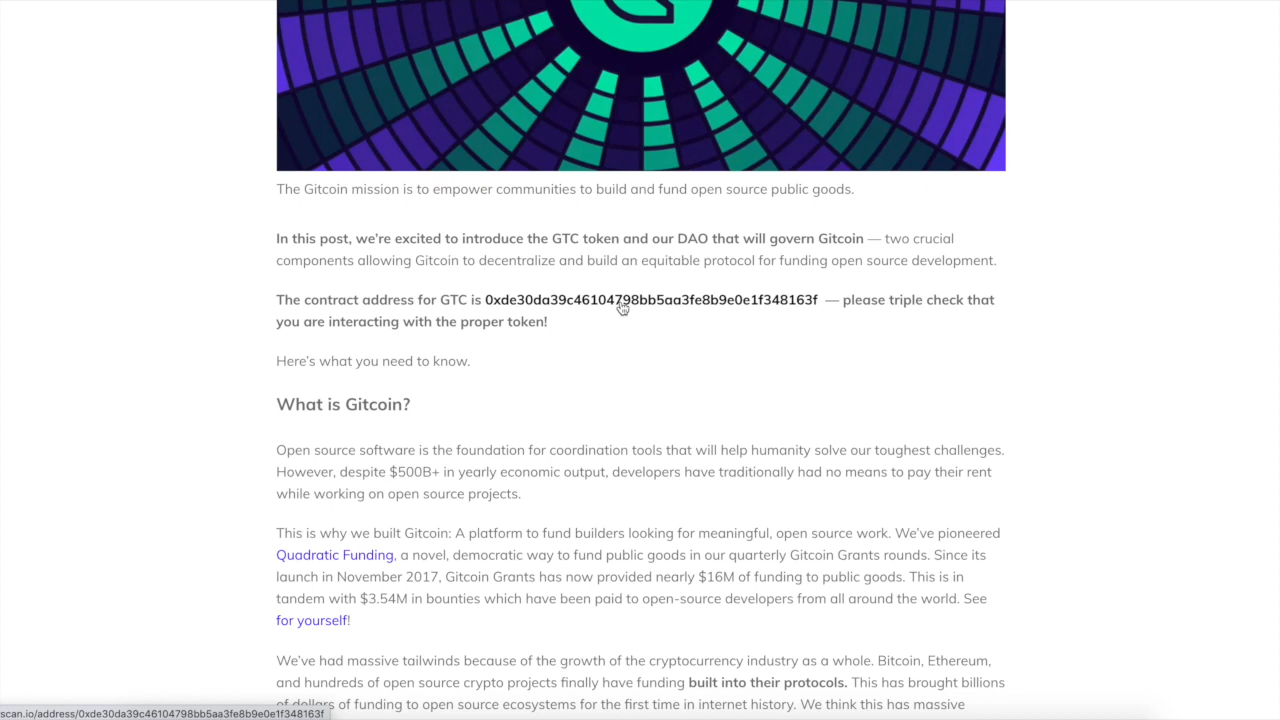 The Gitcoin mission is to empower communities to build and fund open source public goods.
In this post, we're excited to introduce the GTC token and our DAO that will govern Gitcoin — two crucial
components allowing Gitcoin to decentralize and build an equitable protocol for funding open source development.
The contract address for GTC is 0xde30da39c46104798bb5aa3fe8b9e0e1f348163f — please triple check that
you are interacting with the proper token!
Here's what you need to know.
What is Gitcoin?
Open source software is the foundation for coordination tools that will help humanity solve our toughest challenges.
However, despite $500B+ in yearly economic output, developers have traditionally had no means to pay their rent
while working on open source projects.
This is why we built Gitcoin: A platform to fund builders looking for meaningful, open source work. We've pioneered
Quadratic Funding, a novel, democratic way to fund public goods in our quarterly Gitcoin Grants rounds. Since its
launch in November 2017, Gitcoin Grants has now provided nearly $16M of funding to public goods. This is in
tandem with $3.54M in bounties which have been paid to open-source developers from all around the world. See
for yourself!
We've had massive tailwinds because of the growth of the cryptocurrency industry as a whole. Bitcoin, Ethereum,
and hundreds of open source crypto projects finally have funding built into their protocols. This has brought billions
of dollars of funding to open source ecosystems for the first time in internet history. We think this has massive
scan.io/address/0xde30da39c46104798bb5aa3fe8b9e0e1f348163f